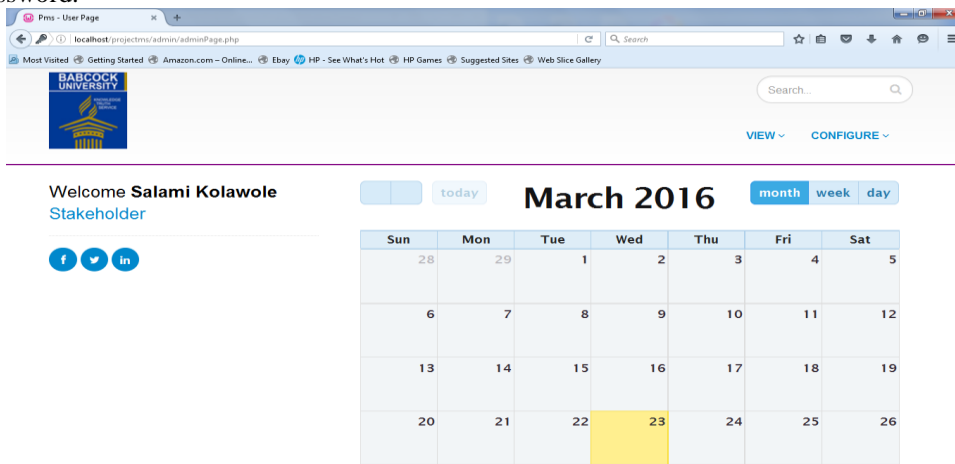 ssword.
Pms - User Page × +
localhost/projectms/admin/adminPage.php Search
Most Visited Getting Started Amazon.com – Online... Ebay HP - See What's Hot HP Games Suggested Sites Web Slice Gallery
BABCOCK
UNIVERSITY
Search...
VIEW CONFIGURE
Welcome Salami Kolawole
Stakeholder
f in
today March 2016 month week day
Sun Mon Tue Wed Thu Fri Sat
28 29 1 2 3 4 5
6 7 8 9 10 11 12
13 14 15 16 17 18 19
20 21 22 23 24 25 26